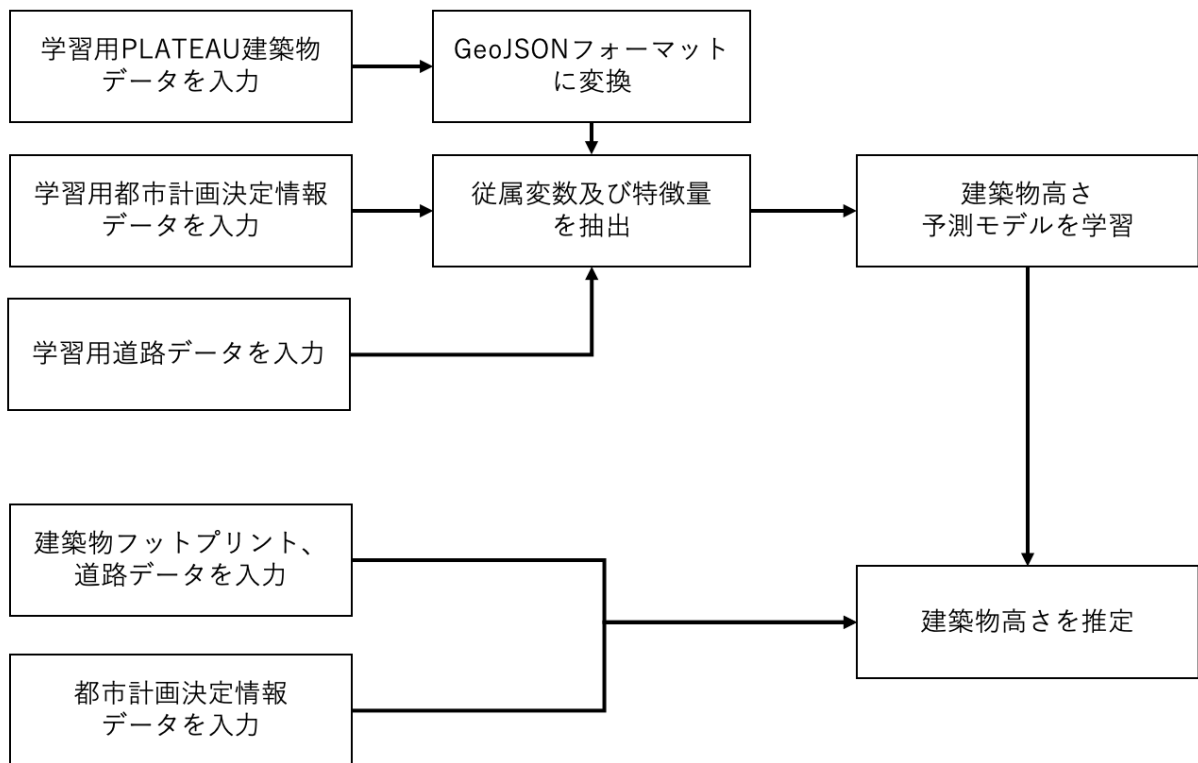 学習用PLATEAU建築物
データを入力
GeoJSONフォーマット
に変換
学習用都市計画決定情報
データを入力
従属変数及び特徴量
を抽出
建築物高さ
予測モデルを学習
学習用道路データを入力
建築物フットプリント、
道路データを入力
建築物高さを推定
都市計画決定情報
データを入力